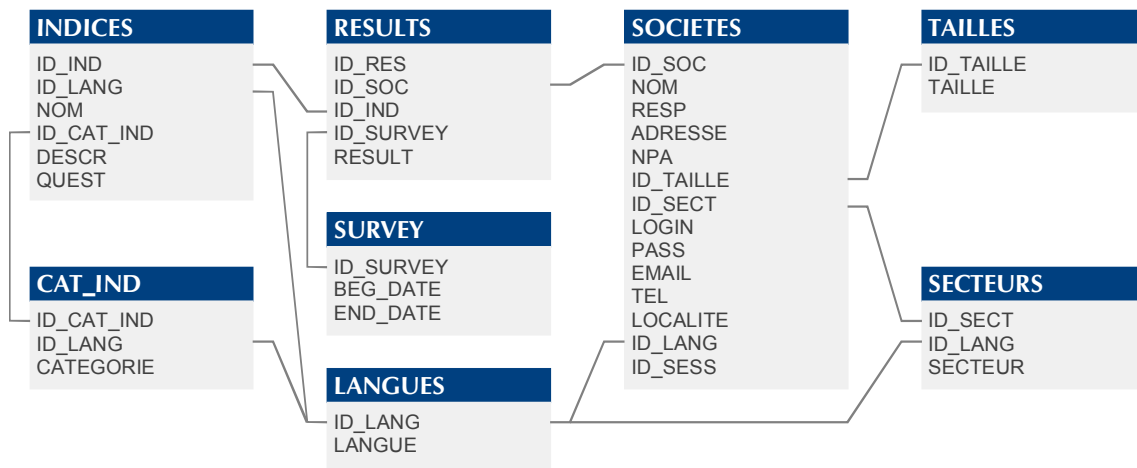 INDICES
ID_IND
ID_LANG
NOM
ID_CAT_IND
DESCR
QUEST
CAT_IND
ID_CAT_IND
ID_LANG
CATEGORIE
RESULTS
ID_RES
ID_SOC
ID_IND
ID_SURVEY
RESULT
SURVEY
ID_SURVEY
BEG_DATE
END_DATE
LANGUES
ID_LANG
LANGUE
SOCIETES
ID_SOC
NOM
RESP
ADRESSE
NPA
ID_TAILLE
ID_SECT
LOGIN
PASS
EMAIL
TEL
LOCALITE
ID_LANG
ID_SESS
TAILLES
ID_TAILLE
TAILLE
SECTEURS
ID_SECT
ID_LANG
SECTEUR